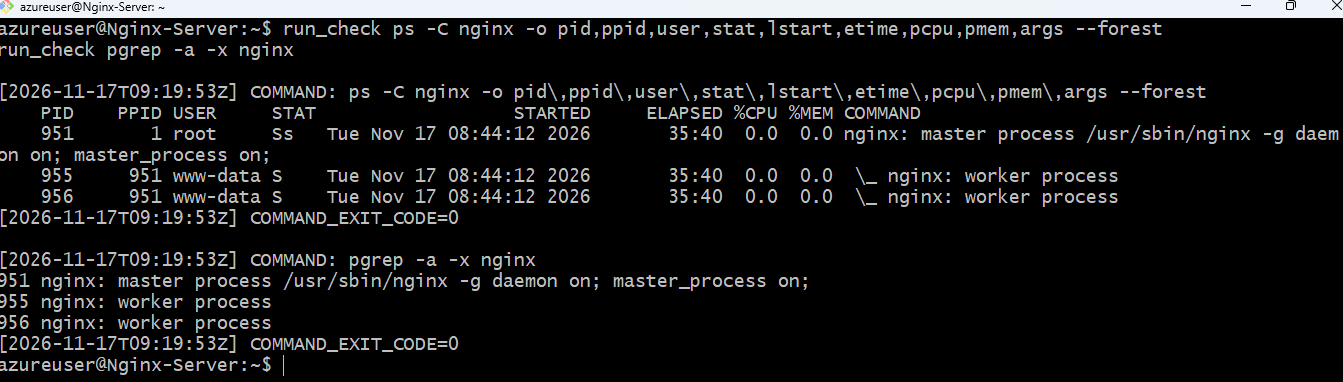 azureuser@Nginx-Server: ~
azureuser@Nginx-Server:~$ run_check ps -C nginx -o pid,ppid,user,stat,lstart,etime,pcpu,pmem,args --forest
run_check pgrep -a -x nginx
[2026-11-17T09:19:53Z] COMMAND: ps -C nginx -o pid\,ppid\,user\,stat\,lstart\,etime\,pcpu\,pmem\,args --forest
    PID    PPID USER     STAT                  STARTED     ELAPSED %CPU %MEM COMMAND
    951       1 root     Ss   Tue Nov 17 08:44:12 2026       35:40  0.0  0.0 nginx: master process /usr/sbin/nginx -g daem
on on; master_process on;
    955     951 www-data S    Tue Nov 17 08:44:12 2026       35:40  0.0  0.0  \_ nginx: worker process
    956     951 www-data S    Tue Nov 17 08:44:12 2026       35:40  0.0  0.0  \_ nginx: worker process
[2026-11-17T09:19:53Z] COMMAND_EXIT_CODE=0
[2026-11-17T09:19:53Z] COMMAND: pgrep -a -x nginx
951 nginx: master process /usr/sbin/nginx -g daemon on; master_process on;
955 nginx: worker process
956 nginx: worker process
[2026-11-17T09:19:53Z] COMMAND_EXIT_CODE=0
azureuser@Nginx-Server:~$